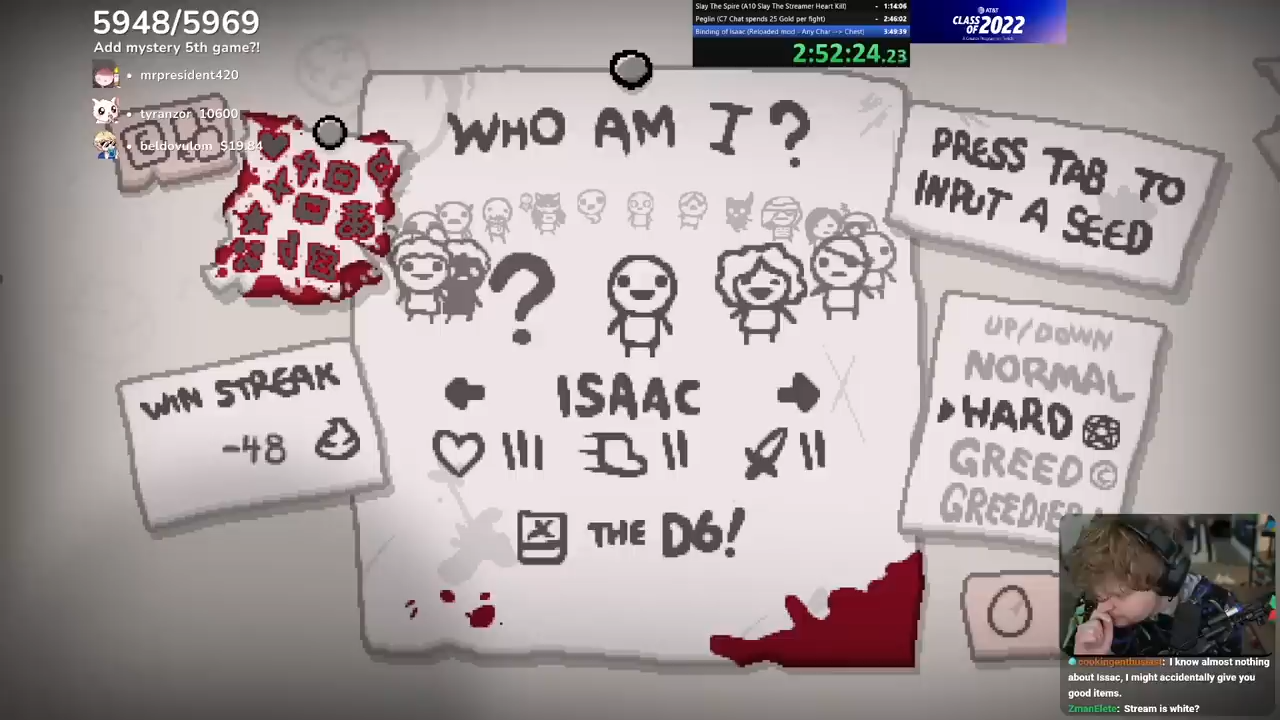 5948/5969
Add mystery 5th game?!
• mrpresident420
• tyranzor 10600
• beldovulom $19.84
Slay The Spire (A10 Slay The Streamer Heart Kill) - 1:14:06
Peglin (C7 Chat spends 25 Gold per fight) - 2:46:02
Binding of Isaac (Reloaded mod - Any Char --> Chest) 3:49:39
2:52:24.23
AT&T
CLASS OF 2022
WHO AM I?
PRESS TAB TO
INPUT A SEED
WIN STREAK
-48
?
ISAAC
THE D6!
UP/DOWN
NORMAL
HARD
GREED
GREEDIER
cookingenthusiast: I know almost nothing
about Issac, I might accidentally give you
good items.
ZmanElete: Stream is white?